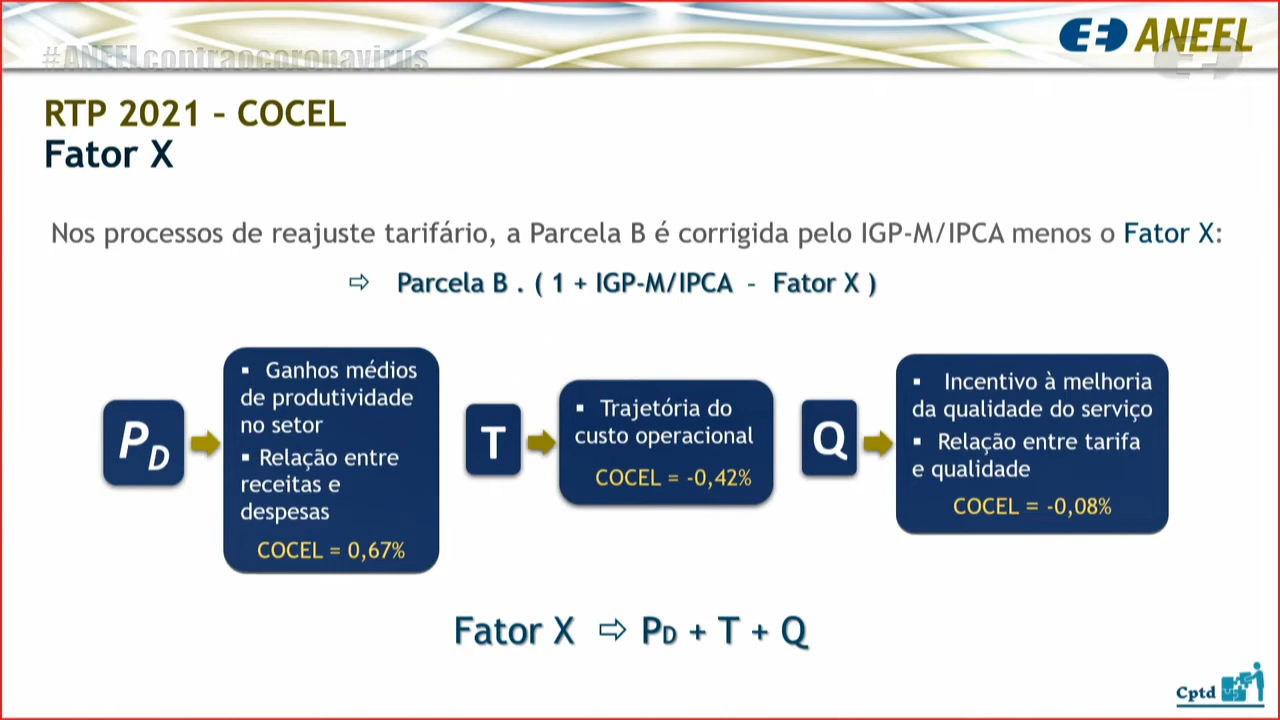 #ANEELcontraocoronavirus
ANEEL
RTP 2021 – COCEL
Fator X
Nos processos de reajuste tarifário, a Parcela B é corrigida pelo IGP-M/IPCA menos o Fator X:
⇨ Parcela B . ( 1 + IGP-M/IPCA – Fator X )
PD
▪ Ganhos médios
de produtividade
no setor
▪ Relação entre
receitas e
despesas
COCEL = 0,67%
T
▪ Trajetória do
custo operacional
COCEL = -0,42%
Q
▪ Incentivo à melhoria
da qualidade do serviço
▪ Relação entre tarifa
e qualidade
COCEL = -0,08%
Fator X ⇨ PD + T + Q
Cptd